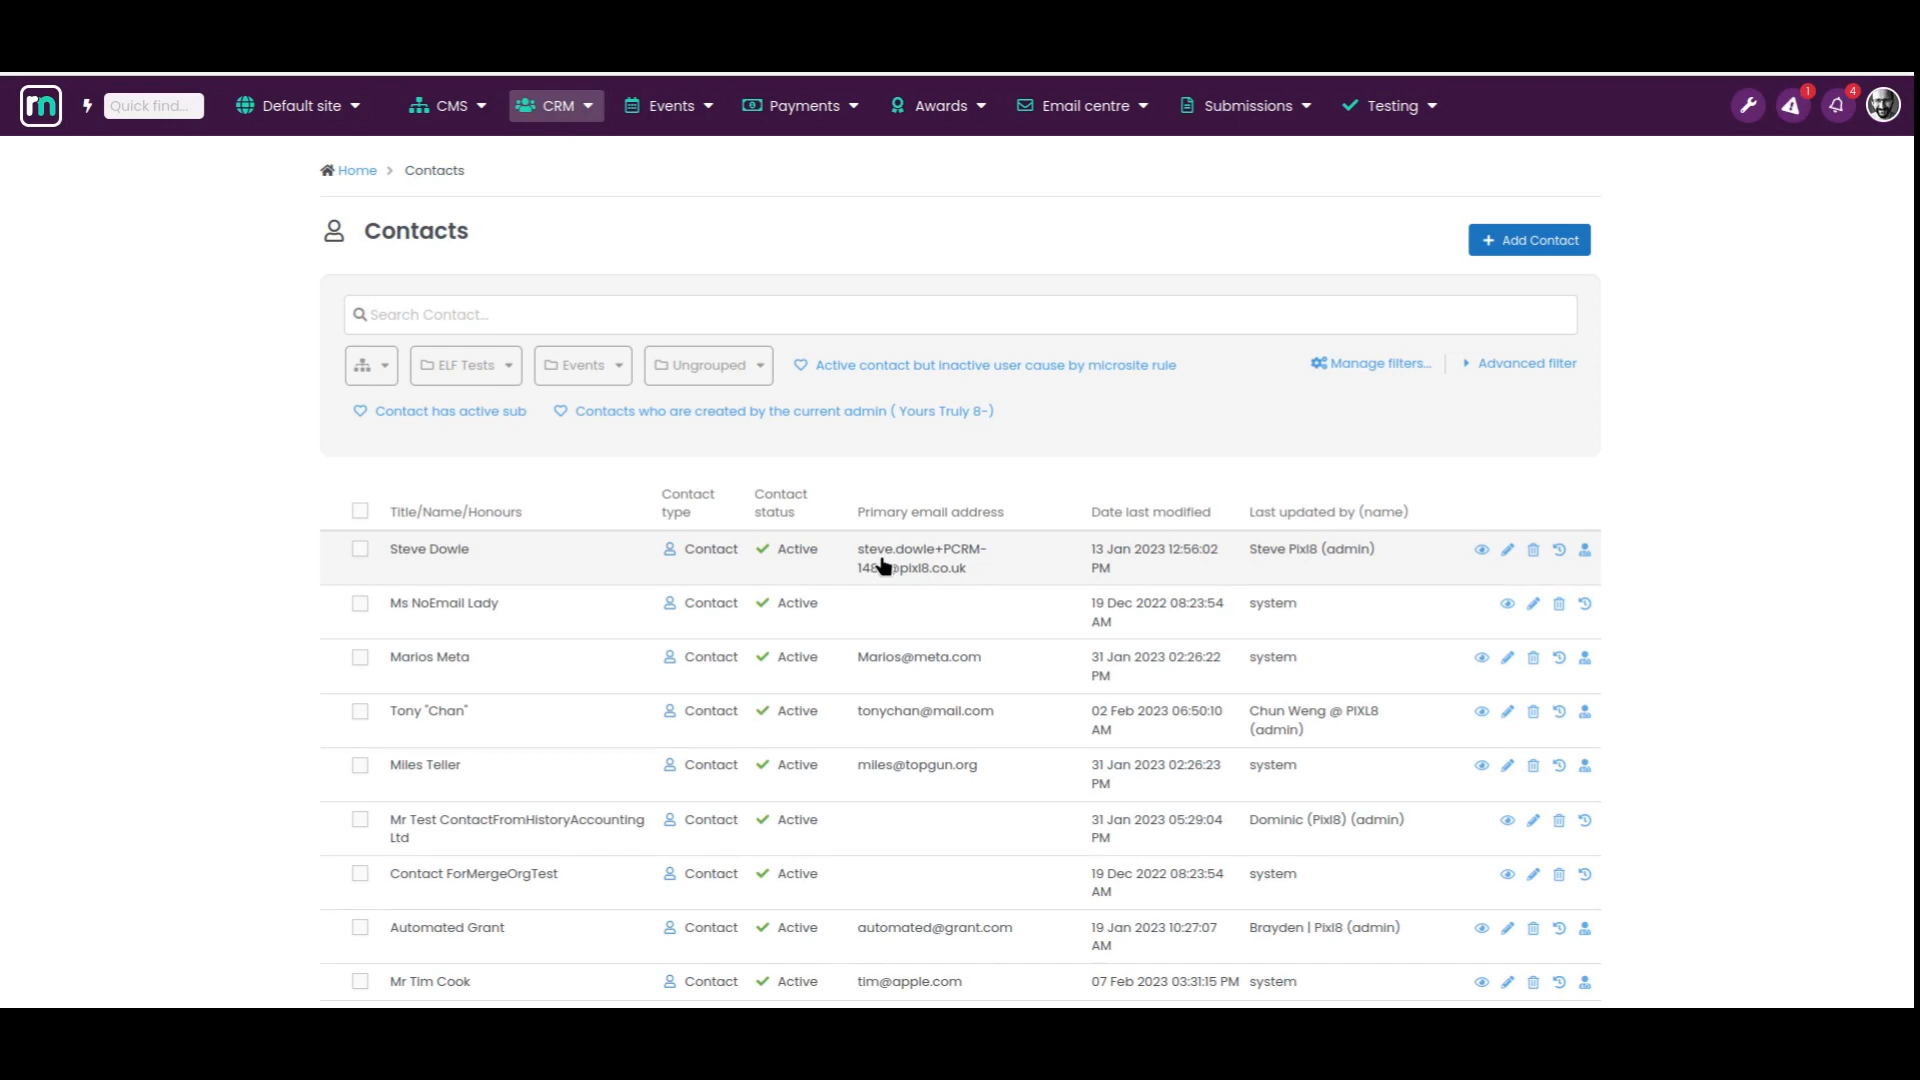 m Quick find... Default site CMS CRM Events Payments Awards Email centre Submissions Testing 1 4
Home > Contacts
Contacts
+ Add Contact
Search Contact...
ELF Tests Events Ungrouped Active contact but inactive user cause by microsite rule Manage filters... Advanced filter
Contact has active sub Contacts who are created by the current admin ( Yours Truly 8-)
Contact Contact
Title/Name/Honours type status Primary email address Date last modified Last updated by (name)
Steve Dowle Contact Active steve.dowle+PCRM- 13 Jan 2023 12:56:02 Steve Pixl8 (admin)
@pixl8.co.uk PM
Ms NoEmail Lady Contact Active 19 Dec 2022 08:23:54 system
AM
Marios Meta Contact Active Marios@meta.com 31 Jan 2023 02:26:22 system
PM
Tony "Chan" Contact Active tonychan@mail.com 02 Feb 2023 06:50:10 Chun Weng @ PIXL8
AM (admin)
Miles Teller Contact Active miles@topgun.org 31 Jan 2023 02:26:23 system
PM
Mr Test ContactFromHistoryAccounting Contact Active 31 Jan 2023 05:29:04 Dominic (Pixl8) (admin)
Ltd PM
Contact ForMergeOrgTest Contact Active 19 Dec 2022 08:23:54 system
AM
Automated Grant Contact Active automated@grant.com 19 Jan 2023 10:27:07 Brayden | Pixl8 (admin)
AM
Mr Tim Cook Contact Active tim@apple.com 07 Feb 2023 03:31:15 PM system